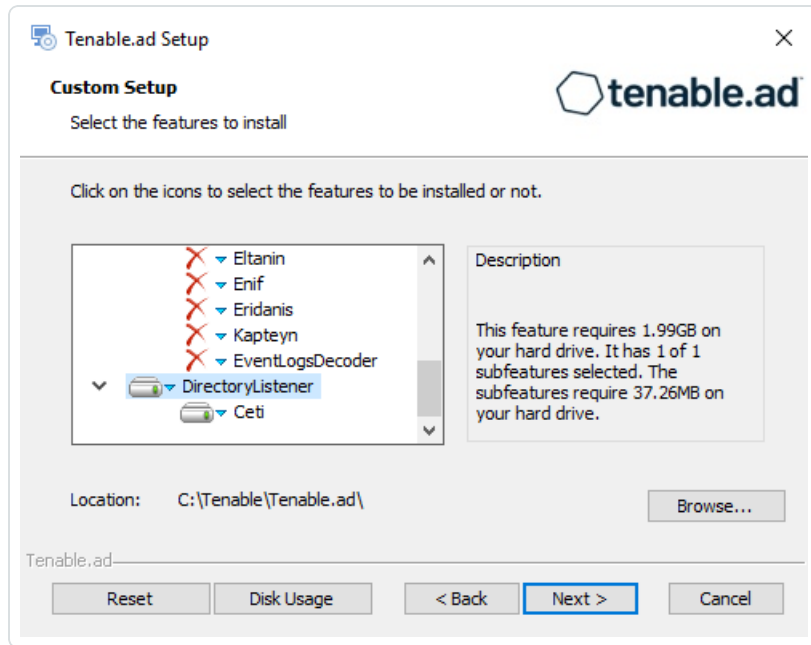 Tenable.ad Setup
Custom Setup
tenable.ad
Select the features to install
Click on the icons to select the features to be installed or not.
Eltanin
Enif
Eridanis
Kapteyn
EventLogsDecoder
DirectoryListener
Ceti
Description
This feature requires 1.99GB on
your hard drive. It has 1 of 1
subfeatures selected. The
subfeatures require 37.26MB on
your hard drive.
Location: C:\Tenable\Tenable.ad\
Browse...
Tenable.ad
Reset Disk Usage < Back Next > Cancel